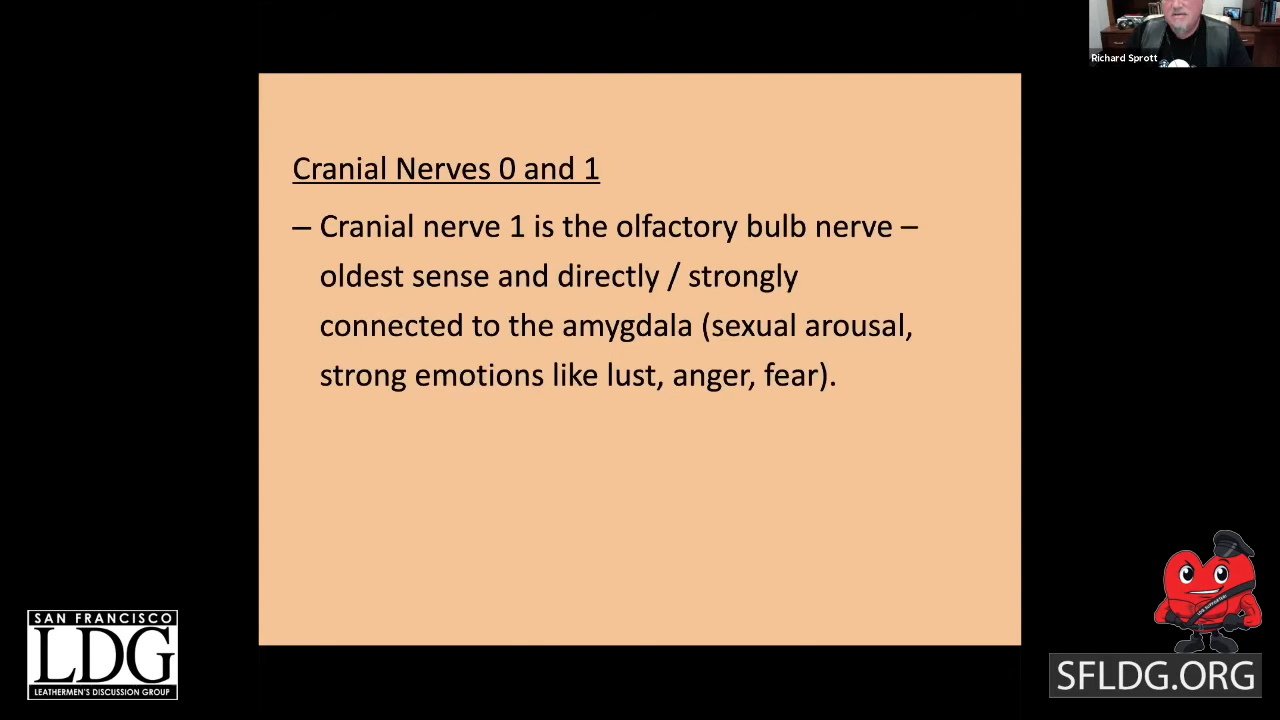 Richard Sprott
Cranial Nerves 0 and 1
– Cranial nerve 1 is the olfactory bulb nerve –
oldest sense and directly / strongly
connected to the amygdala (sexual arousal,
strong emotions like lust, anger, fear).
SAN FRANCISCO
LDG
LEATHERMEN'S DISCUSSION GROUP
LDG SUPPORTER!
SFLDG.ORG